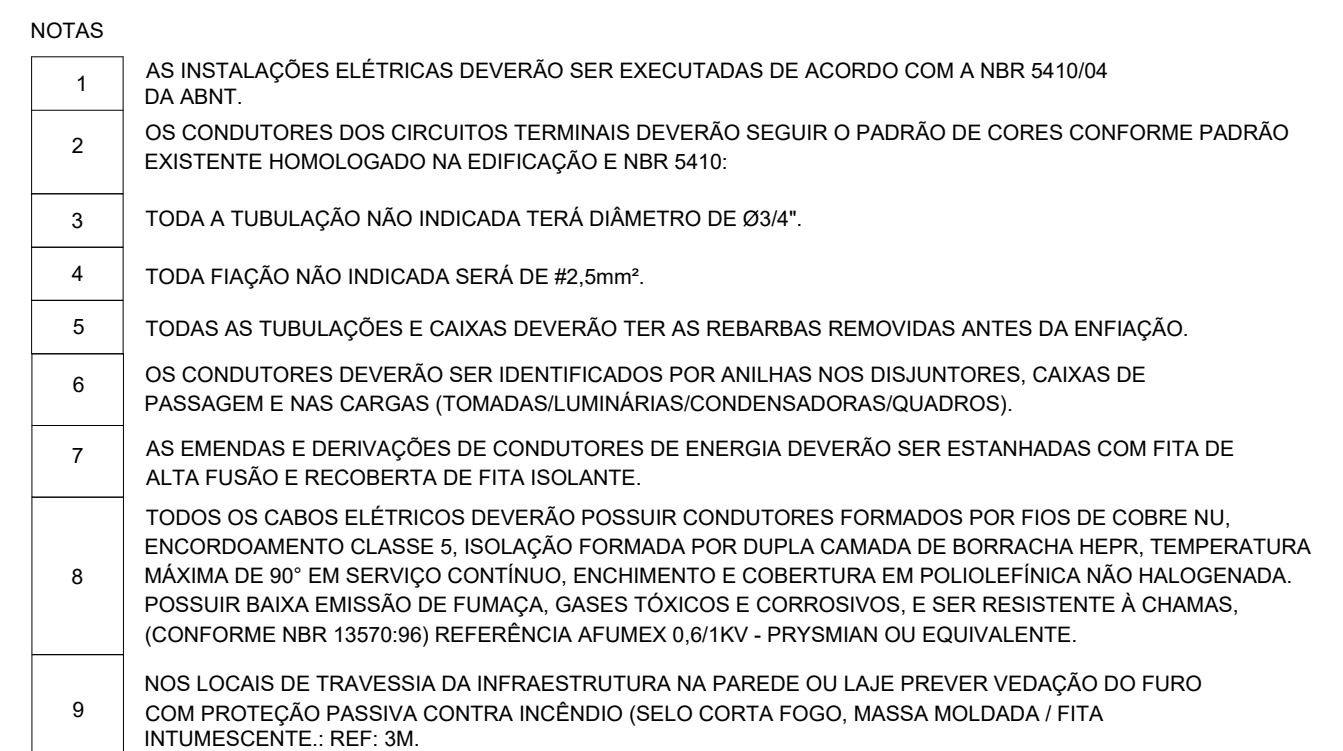 NOTAS
1
AS INSTALAÇÕES ELÉTRICAS DEVERÃO SER EXECUTADAS DE ACORDO COM A NBR 5410/04
DA ABNT.
2
OS CONDUTORES DOS CIRCUITOS TERMINAIS DEVERÃO SEGUIR O PADRÃO DE CORES CONFORME PADRÃO
EXISTENTE HOMOLOGADO NA EDIFICAÇÃO E NBR 5410:
3
TODA A TUBULAÇÃO NÃO INDICADA TERÁ DIÂMETRO DE Ø3/4".
4
TODA FIAÇÃO NÃO INDICADA SERÁ DE #2,5mm².
5
TODAS AS TUBULAÇÕES E CAIXAS DEVERÃO TER AS REBARBAS REMOVIDAS ANTES DA ENFIAÇÃO.
6
OS CONDUTORES DEVERÃO SER IDENTIFICADOS POR ANILHAS NOS DISJUNTORES, CAIXAS DE
PASSAGEM E NAS CARGAS (TOMADAS/LUMINÁRIAS/CONDENSADORAS/QUADROS).
7
AS EMENDAS E DERIVAÇÕES DE CONDUTORES DE ENERGIA DEVERÃO SER ESTANHADAS COM FITA DE
ALTA FUSÃO E RECOBERTA DE FITA ISOLANTE.
8
TODOS OS CABOS ELÉTRICOS DEVERÃO POSSUIR CONDUTORES FORMADOS POR FIOS DE COBRE NU,
ENCORDOAMENTO CLASSE 5, ISOLAÇÃO FORMADA POR DUPLA CAMADA DE BORRACHA HEPR, TEMPERATURA
MÁXIMA DE 90° EM SERVIÇO CONTÍNUO, ENCHIMENTO E COBERTURA EM POLIOLEFÍNICA NÃO HALOGENADA.
POSSUIR BAIXA EMISSÃO DE FUMAÇA, GASES TÓXICOS E CORROSIVOS, E SER RESISTENTE À CHAMAS,
(CONFORME NBR 13570:96) REFERÊNCIA AFUMEX 0,6/1KV - PRYSMIAN OU EQUIVALENTE.
9
NOS LOCAIS DE TRAVESSIA DA INFRAESTRUTURA NA PAREDE OU LAJE PREVER VEDAÇÃO DO FURO
COM PROTEÇÃO PASSIVA CONTRA INCÊNDIO (SELO CORTA FOGO, MASSA MOLDADA / FITA
INTUMESCENTE.: REF: 3M.